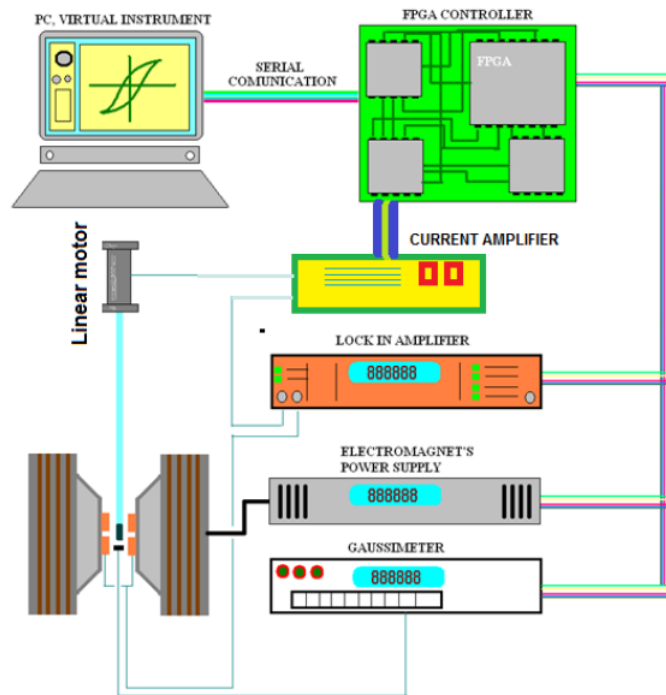 PC, VIRTUAL INSTRUMENT
FPGA CONTROLLER
SERIAL
COMUNICATION
FPGA
CURRENT AMPLIFIER
Linear motor
LOCK IN AMPLIFIER
888888
ELECTROMAGNET'S
POWER SUPPLY
888888
GAUSSIMETER
888888